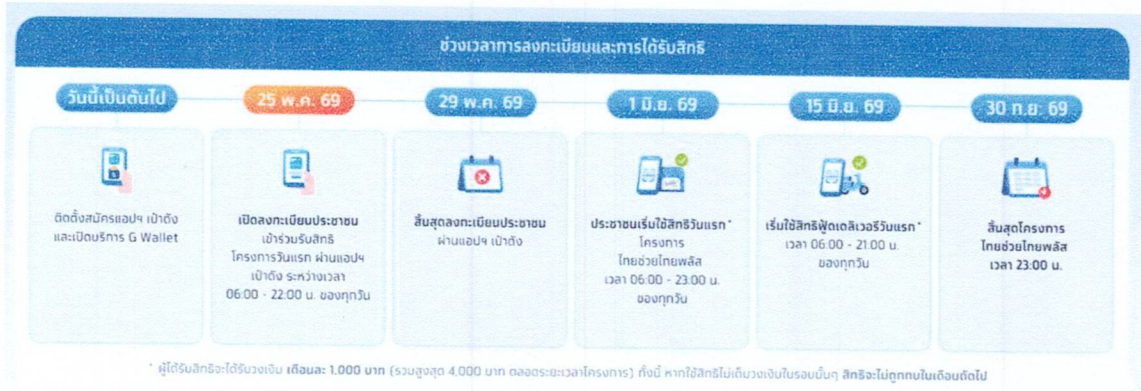 ช่วงเวลาการลงทะเบียนและการได้รับสิทธิ
วันนี้เป็นต้นไป
25 พ.ค. 69
29 พ.ค. 69
1 มิ.ย. 69
15 มิ.ย. 69
30 ก.ย. 69
ติดตั้งสมัครแอปฯ เป๋าตัง
และเปิดบริการ G Wallet
เปิดลงทะเบียนประชาชน
เข้าร่วมรับสิทธิ
โครงการวันแรก ผ่านแอปฯ
เป๋าตัง ระหว่างเวลา
06:00 - 22:00 น. ของทุกวัน
สิ้นสุดลงทะเบียนประชาชน
ผ่านแอปฯ เป๋าตัง
ประชาชนเริ่มใช้สิทธิวันแรก*
โครงการ
ไทยช่วยไทยพลัส
เวลา 06:00 - 23:00 น.
ของทุกวัน
เริ่มใช้สิทธิฟู้ดเดลิเวอรีวันแรก*
เวลา 06:00 - 21:00 น.
ของทุกวัน
สิ้นสุดโครงการ
ไทยช่วยไทยพลัส
เวลา 23:00 น.
* ผู้ได้รับสิทธิจะได้รับวงเงิน เดือนละ 1,000 บาท (รวมสูงสุด 4,000 บาท ตลอดระยะเวลาโครงการ) ทั้งนี้ หากใช้สิทธิไม่เต็มวงเงินในรอบนั้นๆ สิทธิจะไม่ถูกทบในเดือนถัดไป